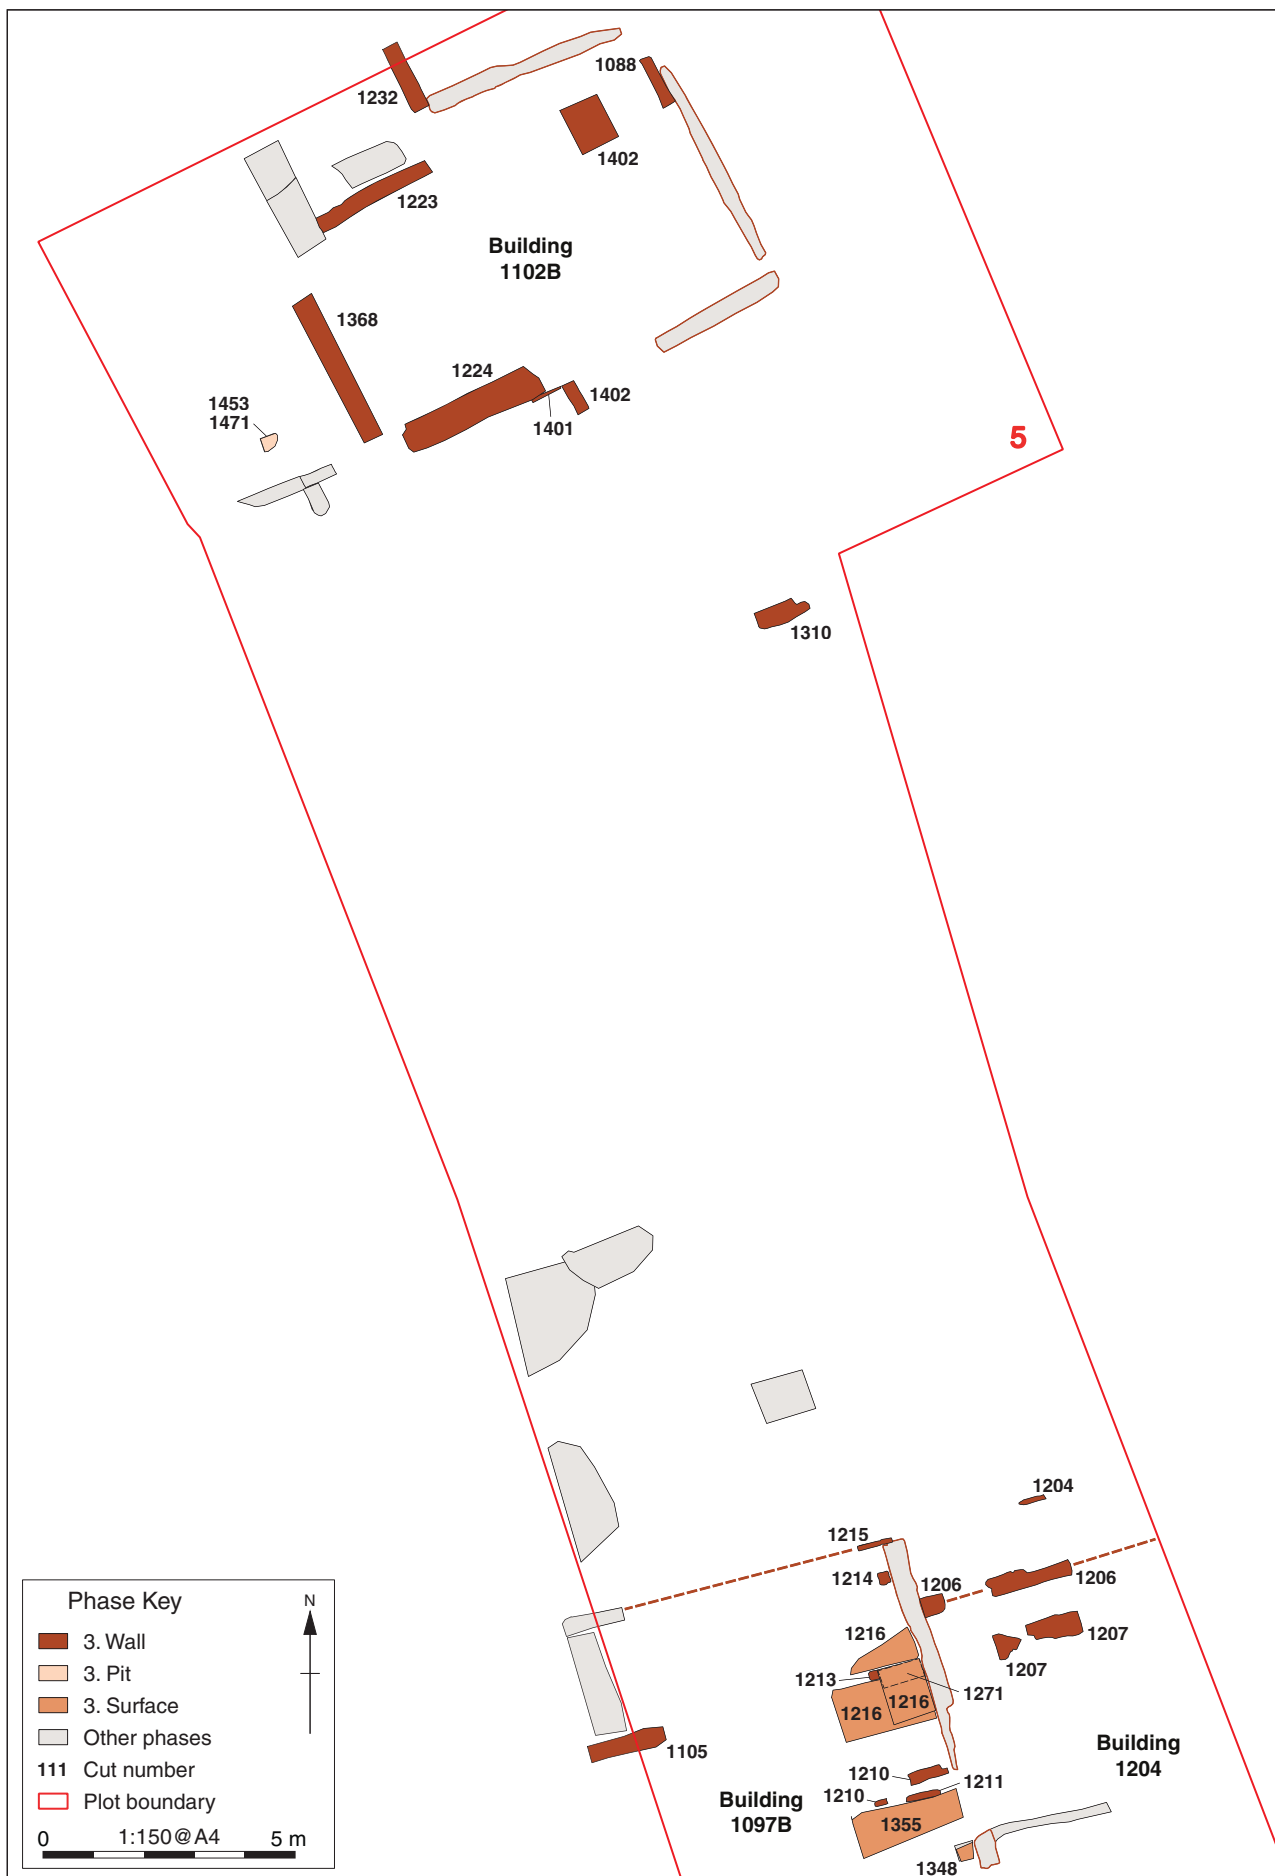 1232
1088
1402
1223
Building
1102B
1368
1224
1402
1401
1453
1471
5
1310
1204
1215
1214
1206
1206
1216
1207
1207
1213
1271
1216
1216
1105
1210
1211
1210
1355
1348
Building
1097B
Building
1204
Phase Key
N
3. Wall
3. Pit
3. Surface
Other phases
111 Cut number
Plot boundary
0 1:150@A4 5 m